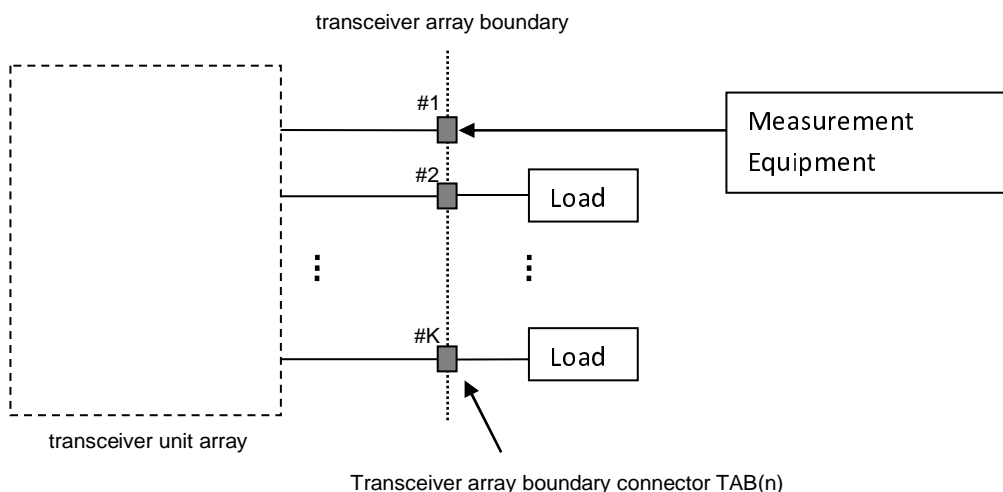 transceiver array boundary
#1
Measurement
Equipment
#2
Load
#K
Load
transceiver unit array
Transceiver array boundary connector TAB(n)